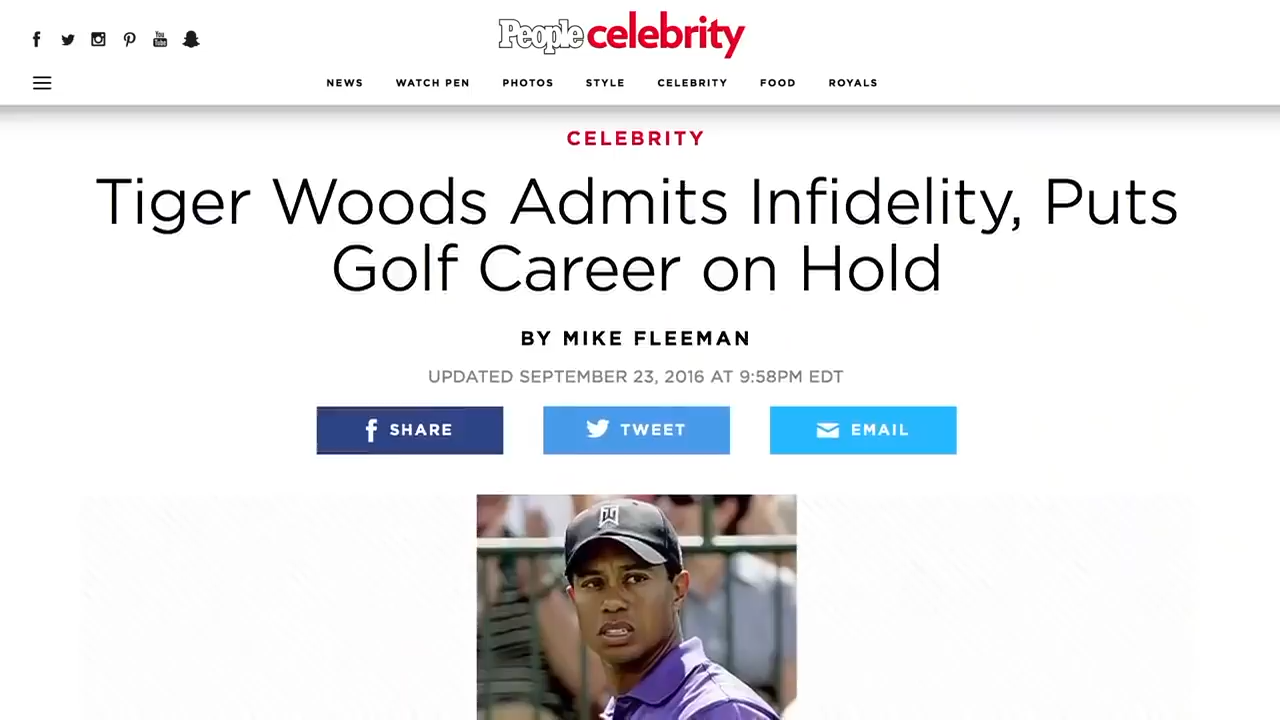 People celebrity
NEWS WATCH PEN PHOTOS STYLE CELEBRITY FOOD ROYALS
CELEBRITY
Tiger Woods Admits Infidelity, Puts
Golf Career on Hold
BY MIKE FLEEMAN
UPDATED SEPTEMBER 23, 2016 AT 9:58PM EDT
SHARE TWEET EMAIL